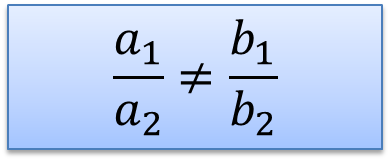 a₁/a₂ ≠ b₁/b₂